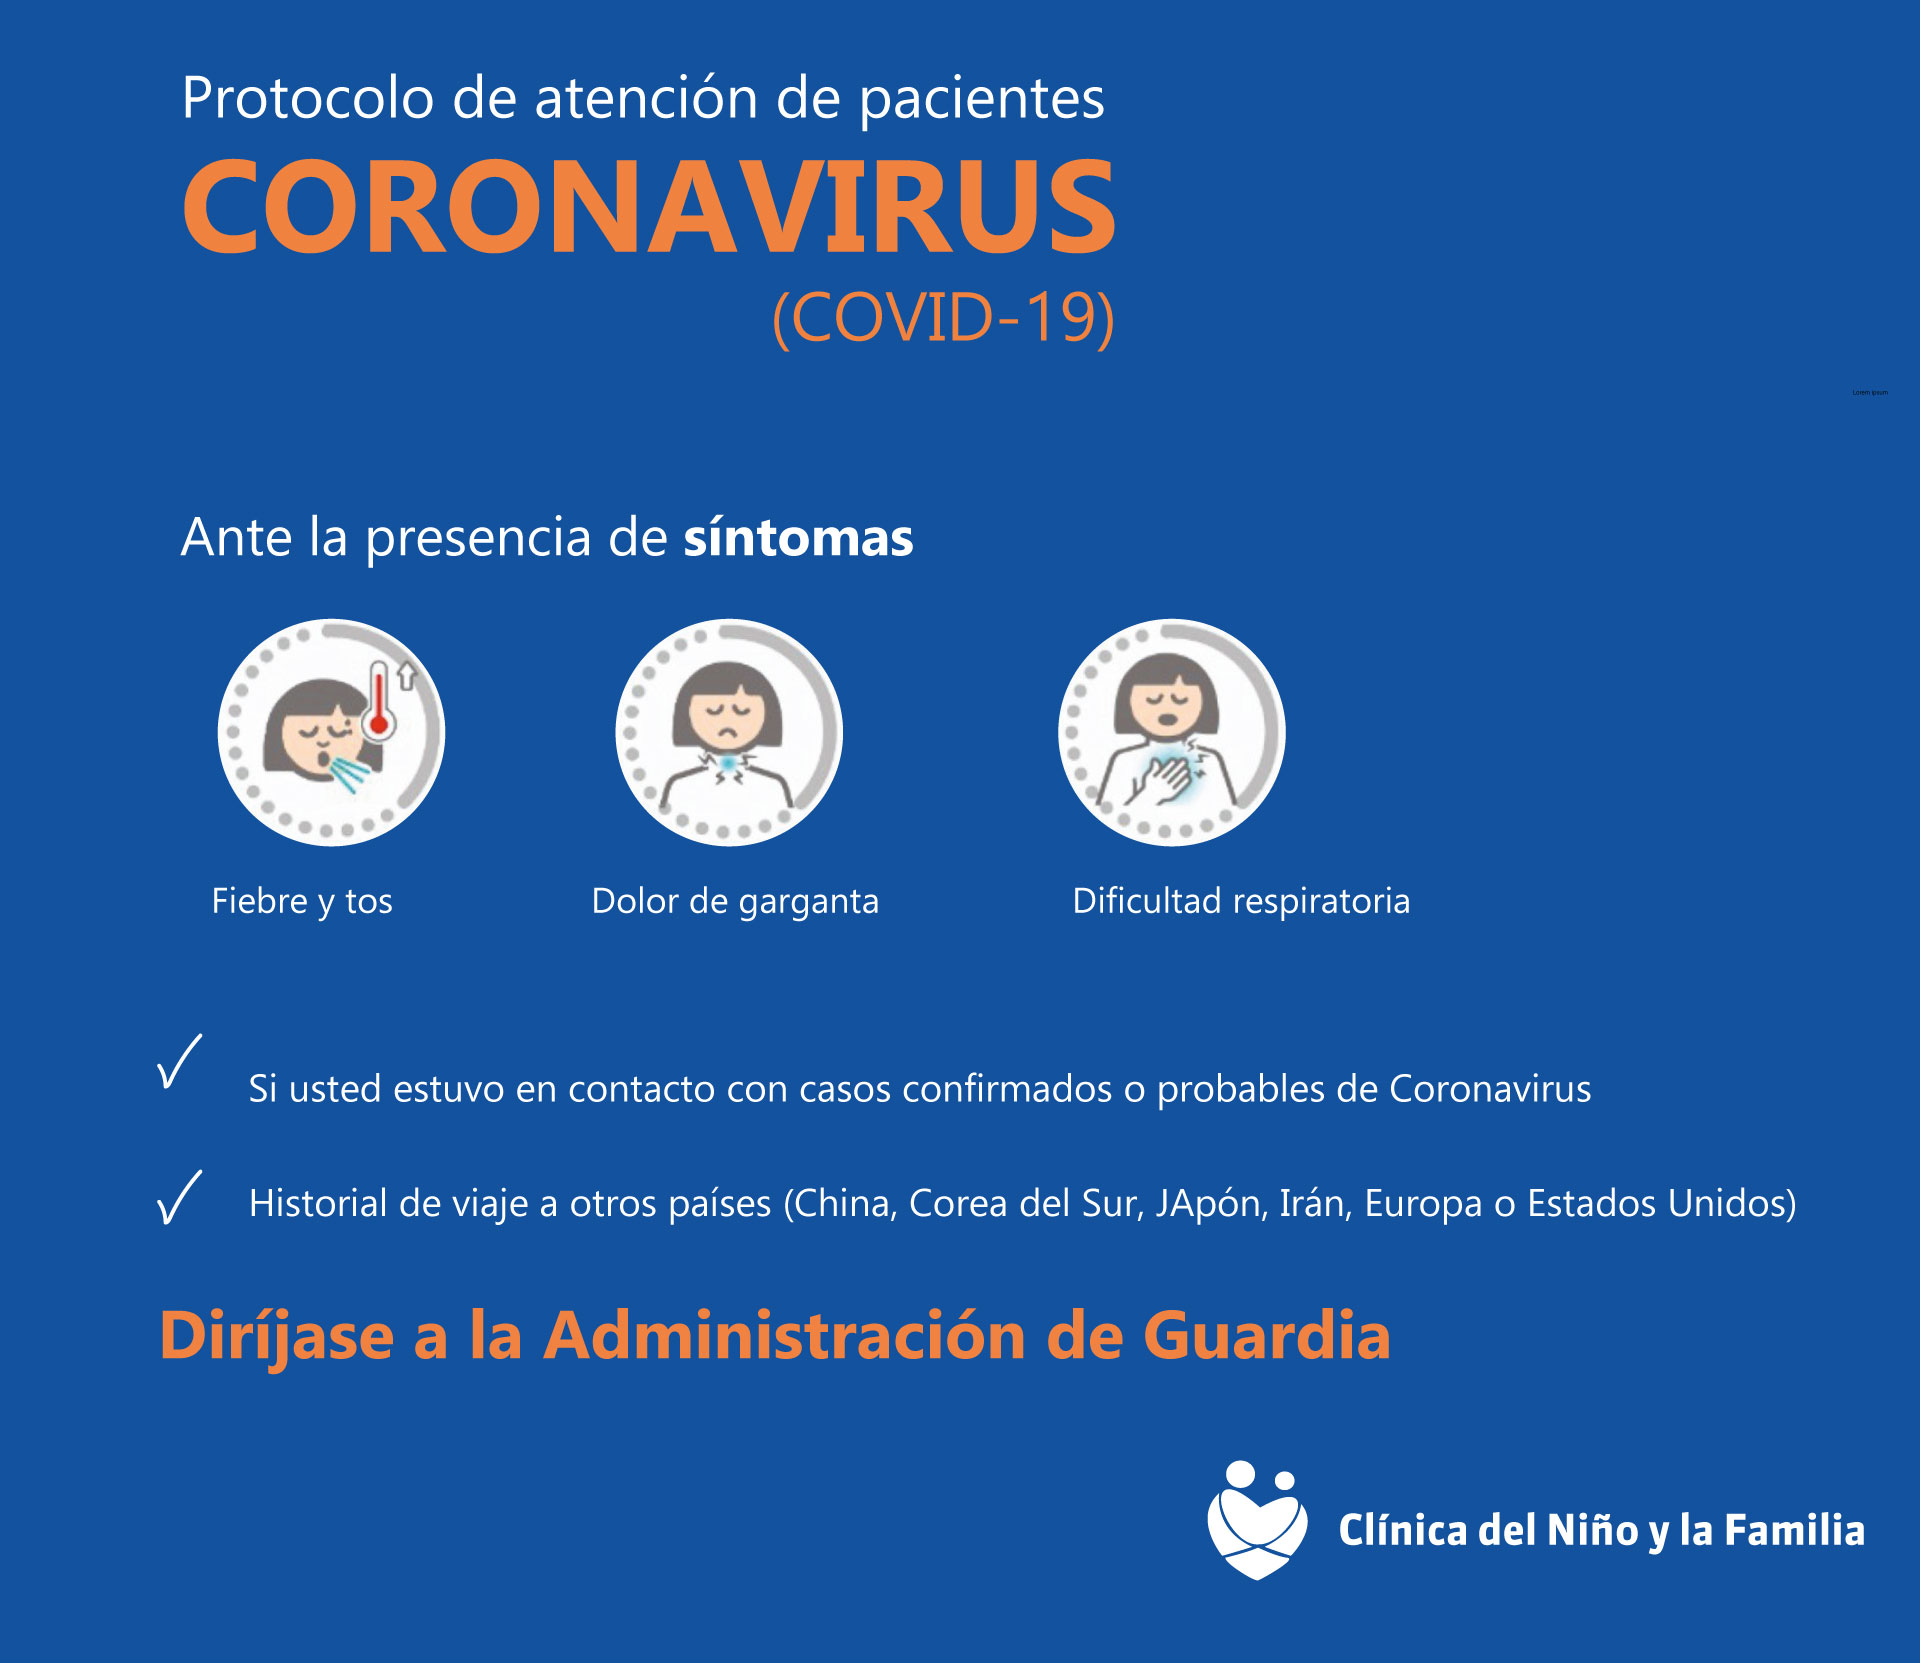 Protocolo de atención de pacientes
CORONAVIRUS
(COVID-19)
Lorem ipsum
Ante la presencia de síntomas
Fiebre y tos
Dolor de garganta
Dificultad respiratoria
Si usted estuvo en contacto con casos confirmados o probables de Coronavirus
Historial de viaje a otros países (China, Corea del Sur, JApón, Irán, Europa o Estados Unidos)
Diríjase a la Administración de Guardia
Clínica del Niño y la Familia